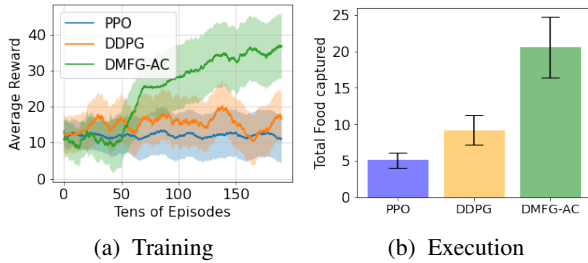 PPO
DDPG
DMFG-AC
Average Reward
40
30
20
10
0
0 50 100 150
Tens of Episodes
(a) Training
Total Food captured
25
20
15
10
5
0
PPO DDPG DMFG-AC
(b) Execution